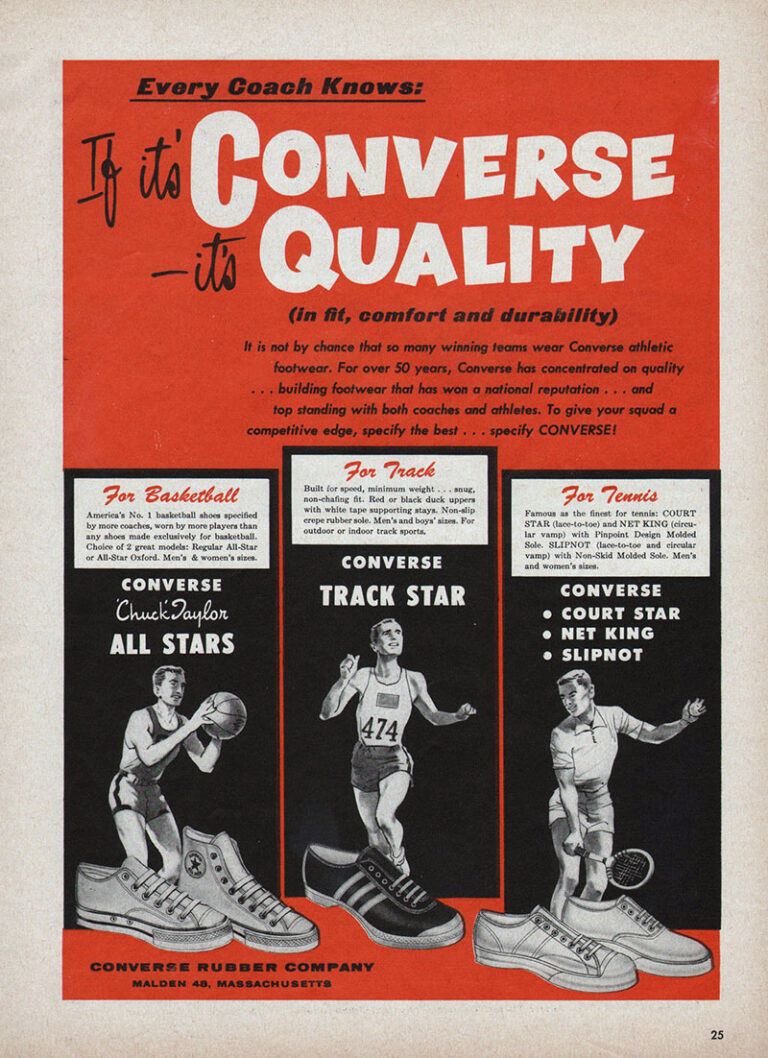 Every Coach Knows:
If it's CONVERSE
—it's QUALITY
(in fit, comfort and durability)
It is not by chance that so many winning teams wear Converse athletic
footwear. For over 50 years, Converse has concentrated on quality
. . . building footwear that has won a national reputation . . . and
top standing with both coaches and athletes. To give your squad a
competitive edge, specify the best . . . specify CONVERSE!
For Basketball
America's No. 1 basketball shoes specified
by more coaches, worn by more players than
any shoes made exclusively for basketball.
Choice of 2 great models: Regular All-Star
or All-Star Oxford. Men's & women's sizes.
CONVERSE
"Chuck" Taylor
ALL STARS
For Track
Built for speed, minimum weight . . . snug,
non-chafing fit. Red or black duck uppers
with white tape supporting stays. Non-slip
crepe rubber sole. Men's and boys' sizes. For
outdoor or indoor track sports.
CONVERSE
TRACK STAR
474
For Tennis
Famous as the finest for tennis: COURT
STAR (lace-to-toe) and NET KING (circu-
lar vamp) with Pinpoint Design Molded
Sole. SLIPNOT (lace-to-toe and circular
vamp) with Non-Skid Molded Sole. Men's
and women's sizes.
CONVERSE
• COURT STAR
• NET KING
• SLIPNOT
CONVERSE RUBBER COMPANY
MALDEN 48, MASSACHUSETTS
25